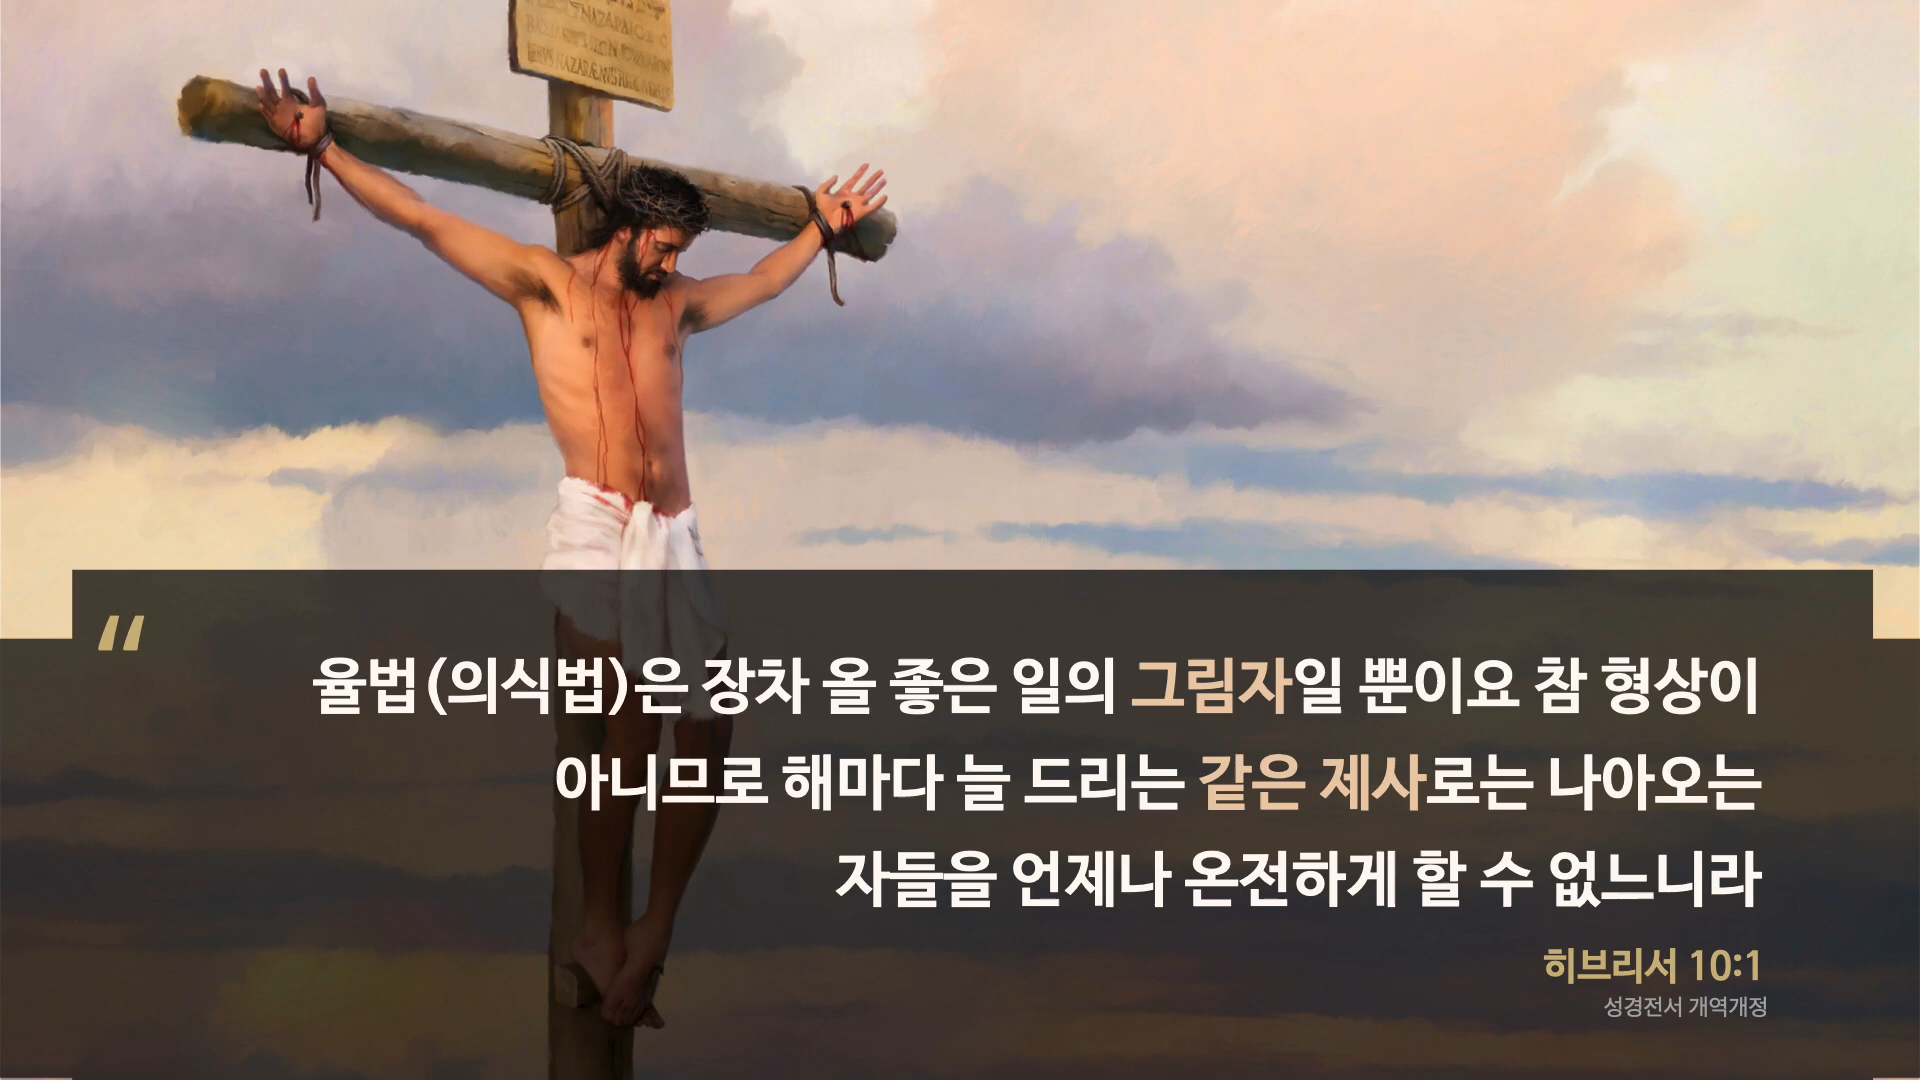 NAZAPAIOC O
“
율법(의식법)은 장차 올 좋은 일의 그림자일 뿐이요 참 형상이
아니므로 해마다 늘 드리는 같은 제사로는 나아오는
자들을 언제나 온전하게 할 수 없느니라
히브리서 10:1
성경전서 개역개정